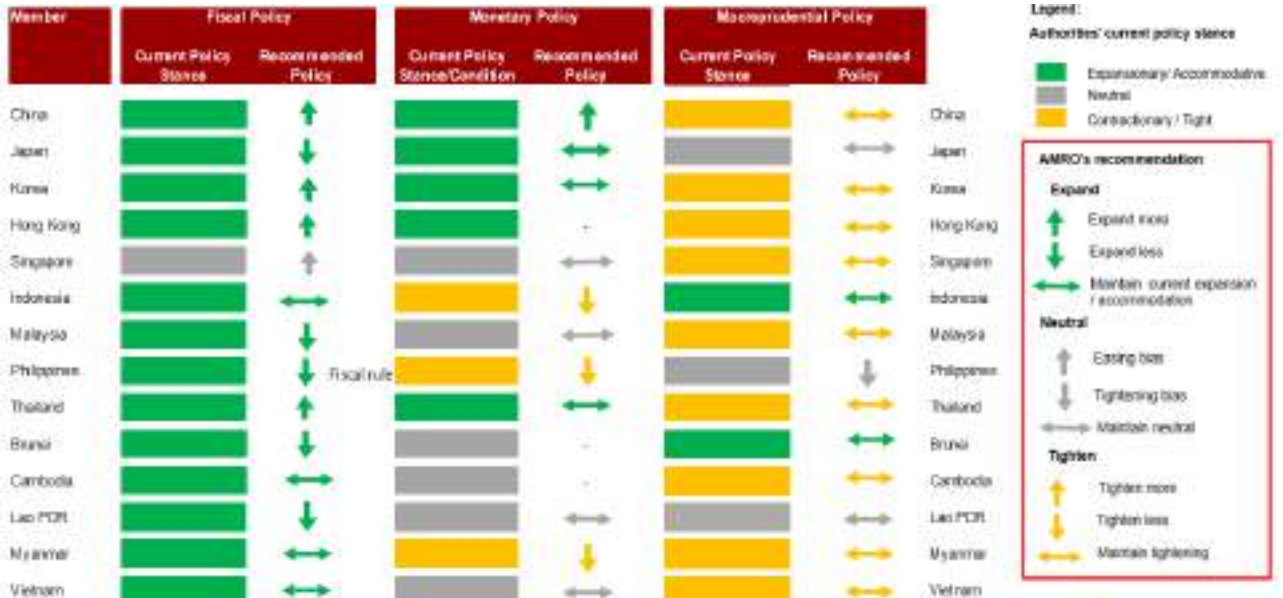 Member Fiscal Policy Monetary Policy Macroprudential Policy
Current Policy Stance Recommended Policy Current Policy Stance/Condition Recommended Policy Current Policy Stance Recommended Policy
China China
Japan Japan
Korea Korea
Hong Kong - Hong Kong
Singapore Singapore
Indonesia Indonesia
Malaysia Malaysia
Philippines Fiscal rule Philippines
Thailand Thailand
Brunei - Brunei
Cambodia - Cambodia
Lao PDR Lao PDR
Myanmar Myanmar
Vietnam Vietnam
Legend:
Authorities' current policy stance
Expansionary/ Accommodative
Neutral
Contractionary / Tight
AMRO's recommendation
Expand
Expand more
Expand less
Maintain current expansion
/ accommodation
Neutral
Easing bias
Tightening bias
Maintain neutral
Tighten
Tighten more
Tighten less
Maintain tightening